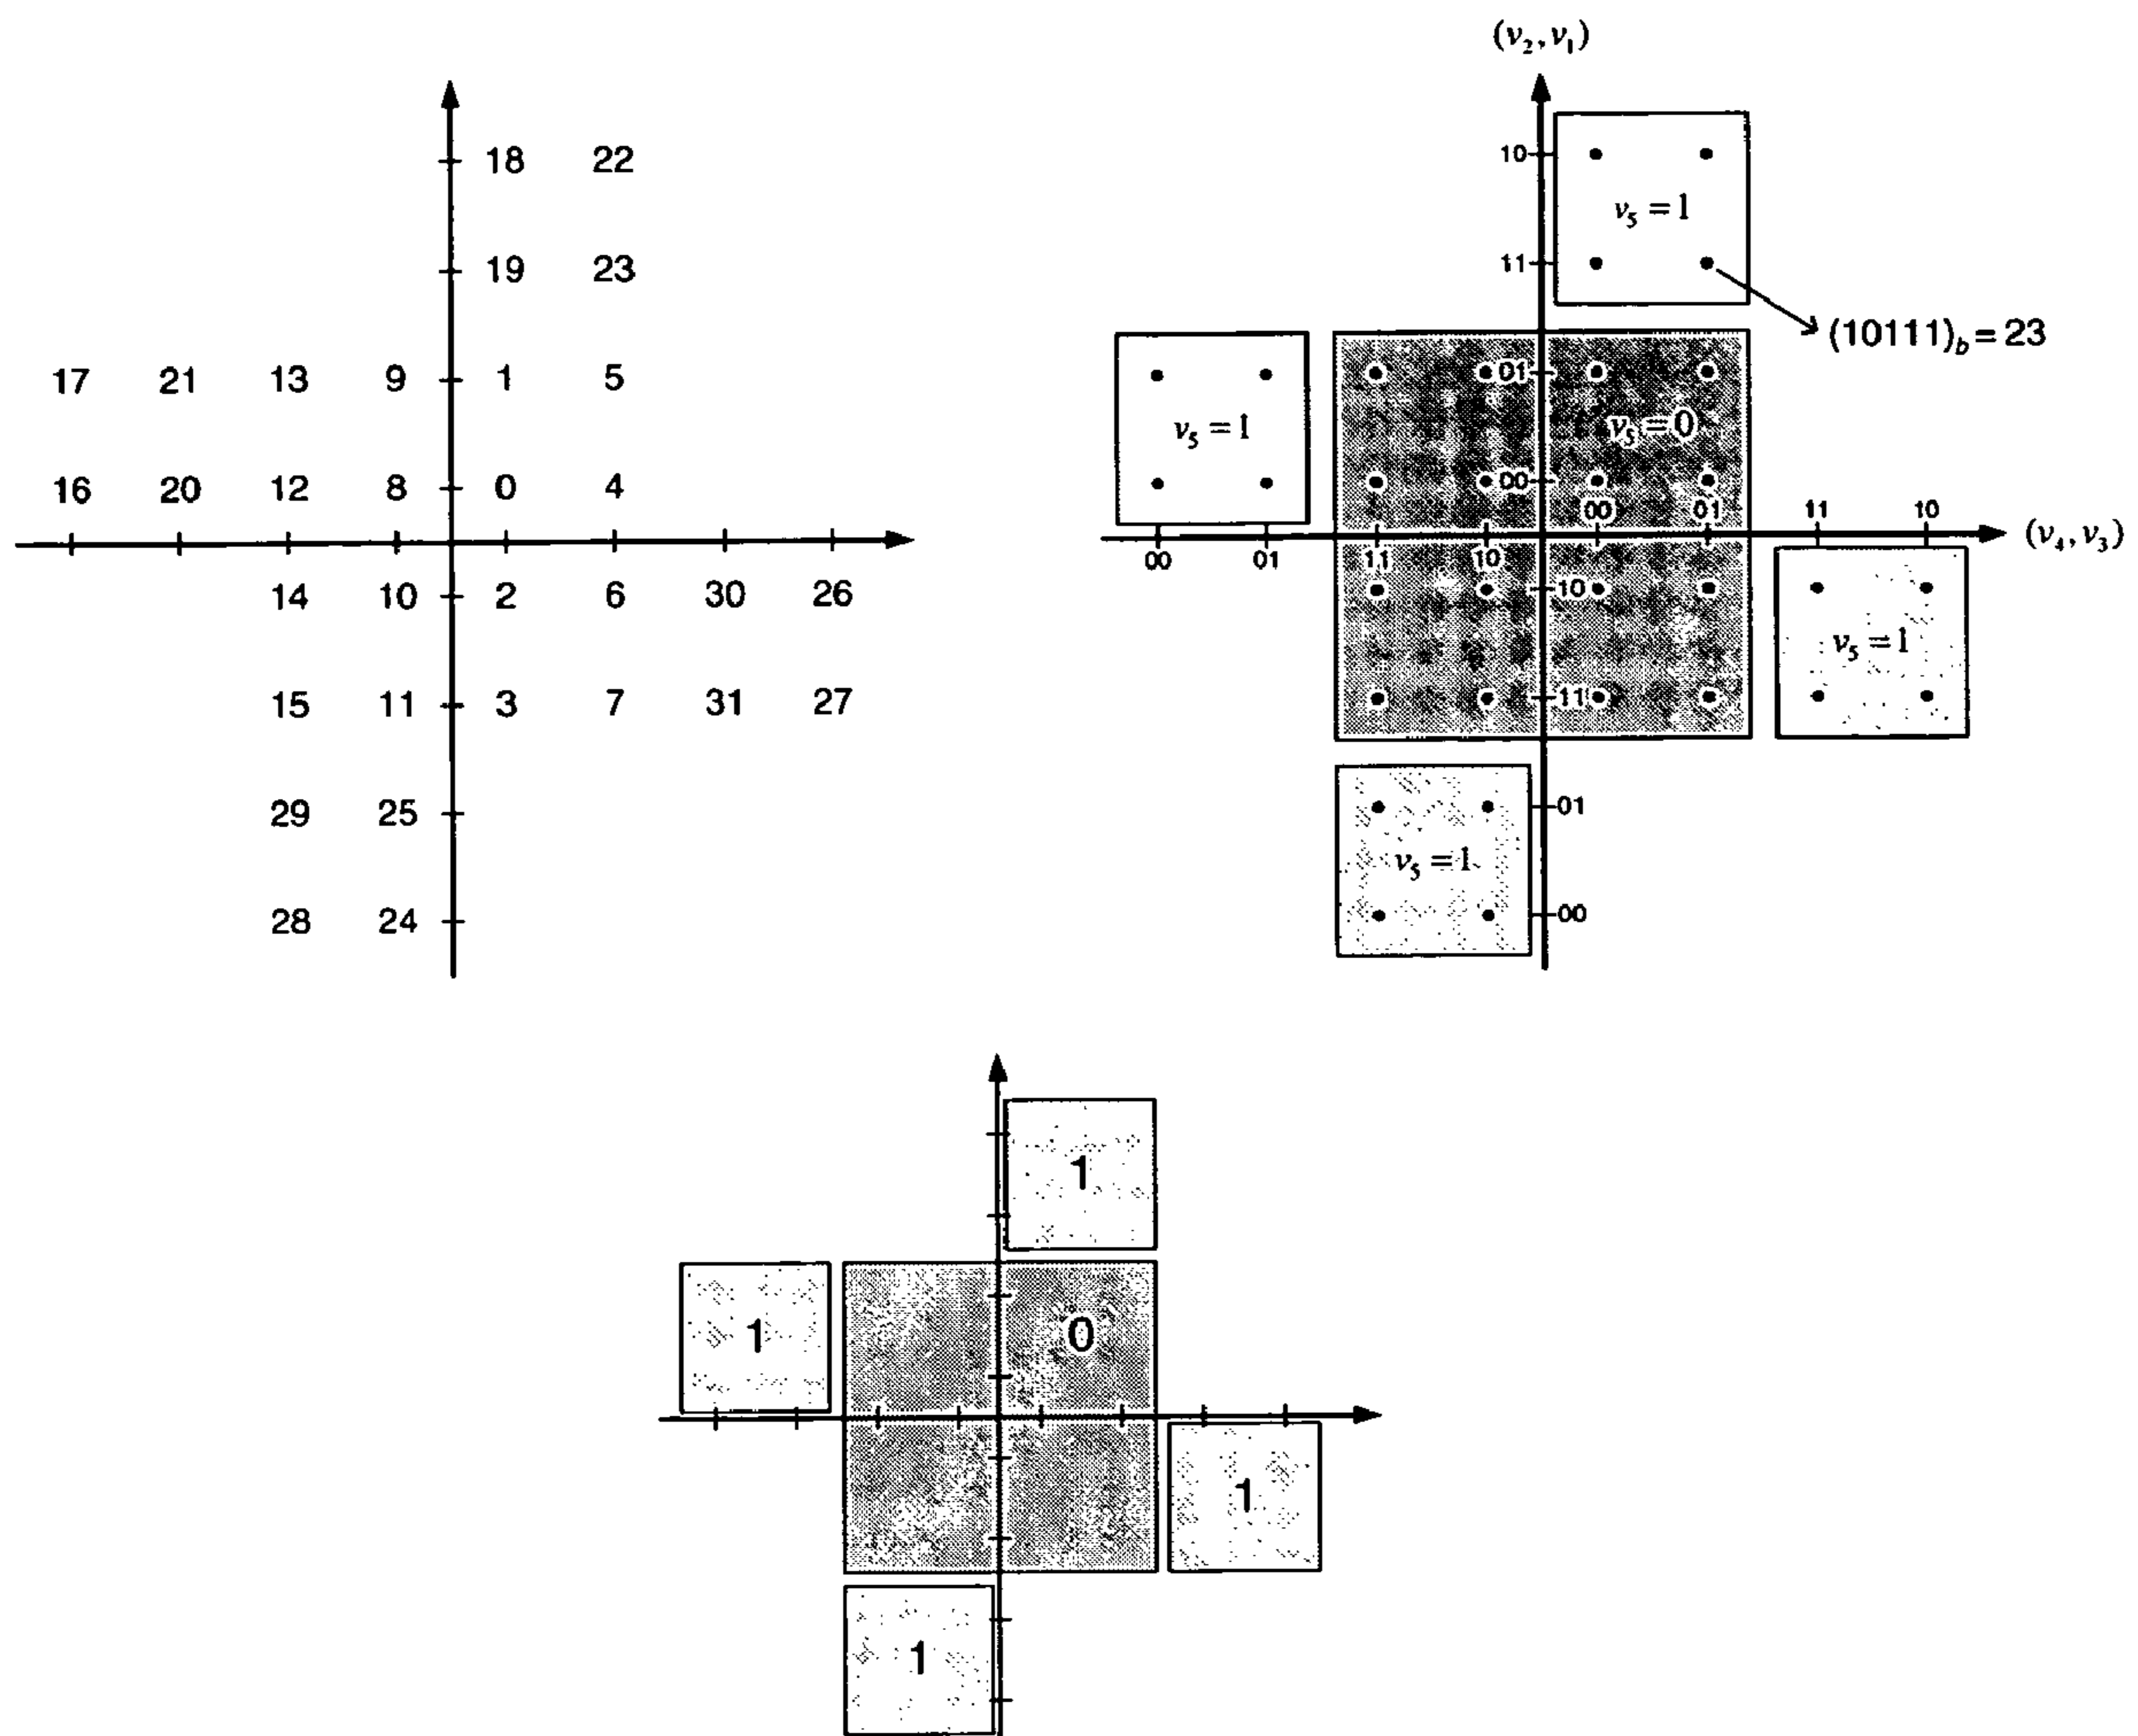 18 22
19 23
17 21 13 9 1 5
16 20 12 8 0 4
14 10 2 6 30 26
15 11 3 7 31 27
29 25
28 24
(v₂, v₁)
10
v₅ = 1
11
(10111)_b = 23
01
v₅ = 1
v₅ = 0
00
00 01
11 10
(v₄, v₃)
00 01
11 10
10
v₅ = 1
11
01
v₅ = 1
00
1
1
0
1
1